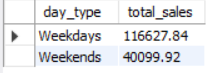 day_type total_sales
Weekdays 116627.84
Weekends 40099.92